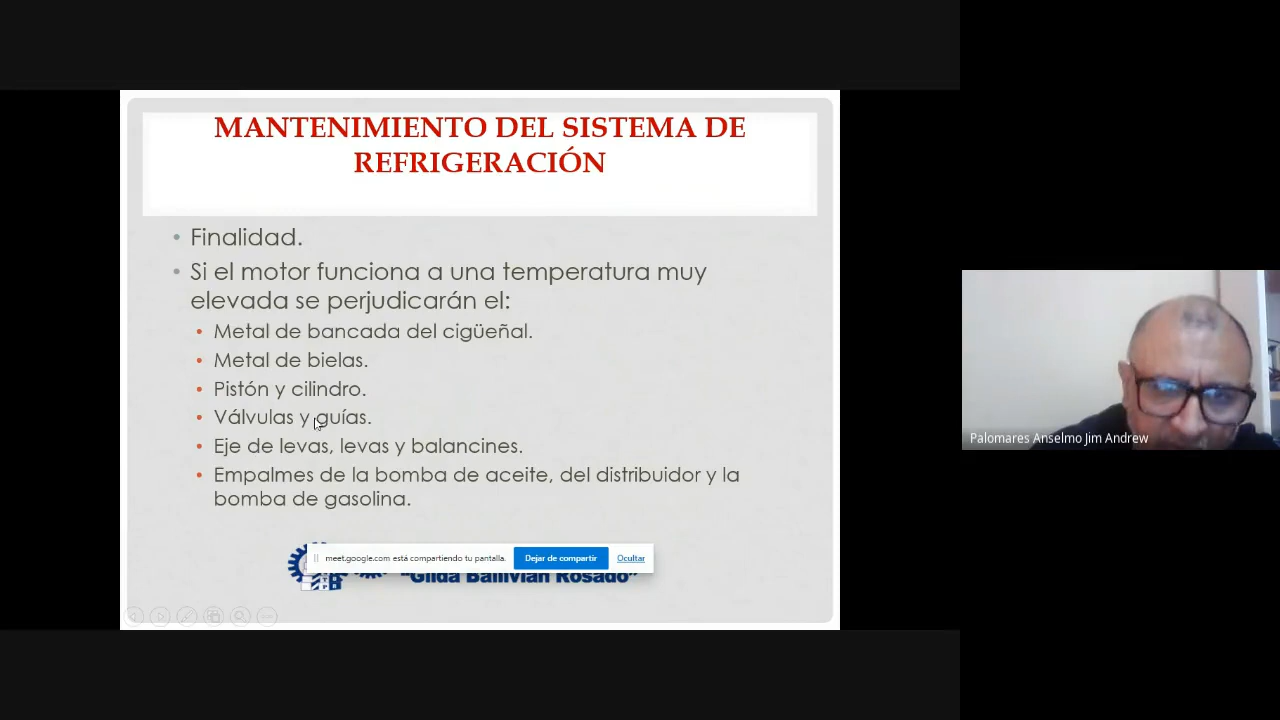 MANTENIMIENTO DEL SISTEMA DE
REFRIGERACIÓN
• Finalidad.
• Si el motor funciona a una temperatura muy
elevada se perjudicarán el:
• Metal de bancada del cigüeñal.
• Metal de bielas.
• Pistón y cilindro.
• Válvulas y guías.
• Eje de levas, levas y balancines.
• Empalmes de la bomba de aceite, del distribuidor y la
bomba de gasolina.
meet.google.com está compartiendo tu pantalla.
Dejar de compartir
Ocultar
"Gilda Ballivian Rosado"
Palomares Anselmo Jim Andrew